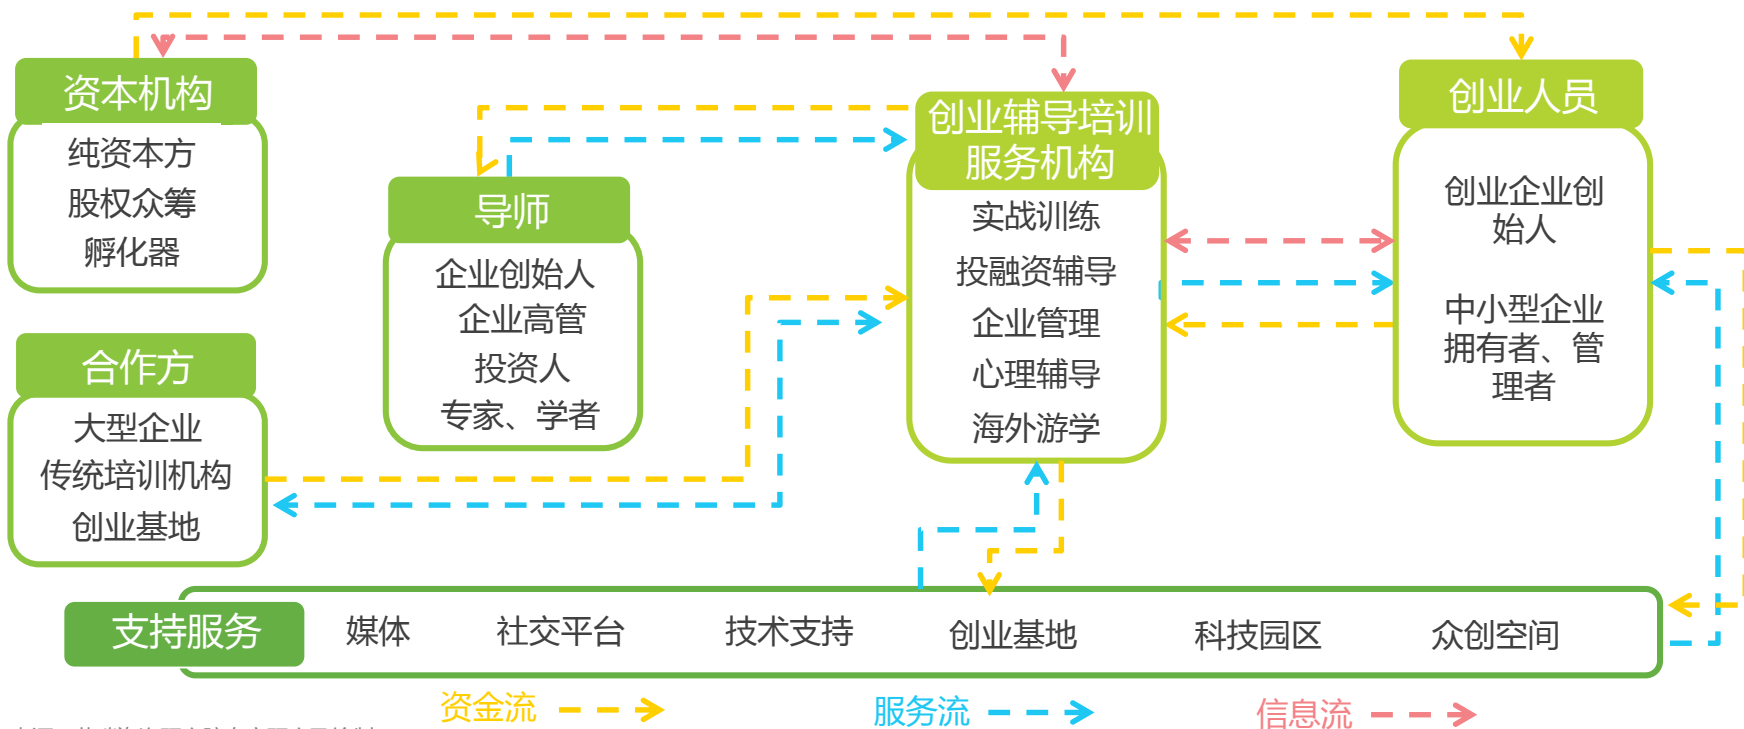 资本机构
纯资本方
股权众筹
孵化器
合作方
大型企业
传统培训机构
创业基地
导师
企业创始人
企业高管
投资人
专家、学者
创业辅导培训
服务机构
实战训练
投融资辅导
企业管理
心理辅导
海外游学
创业人员
创业企业创
始人
中小型企业
拥有者、管
理者
支持服务
媒体
社交平台
技术支持
创业基地
科技园区
众创空间
资金流
服务流
信息流